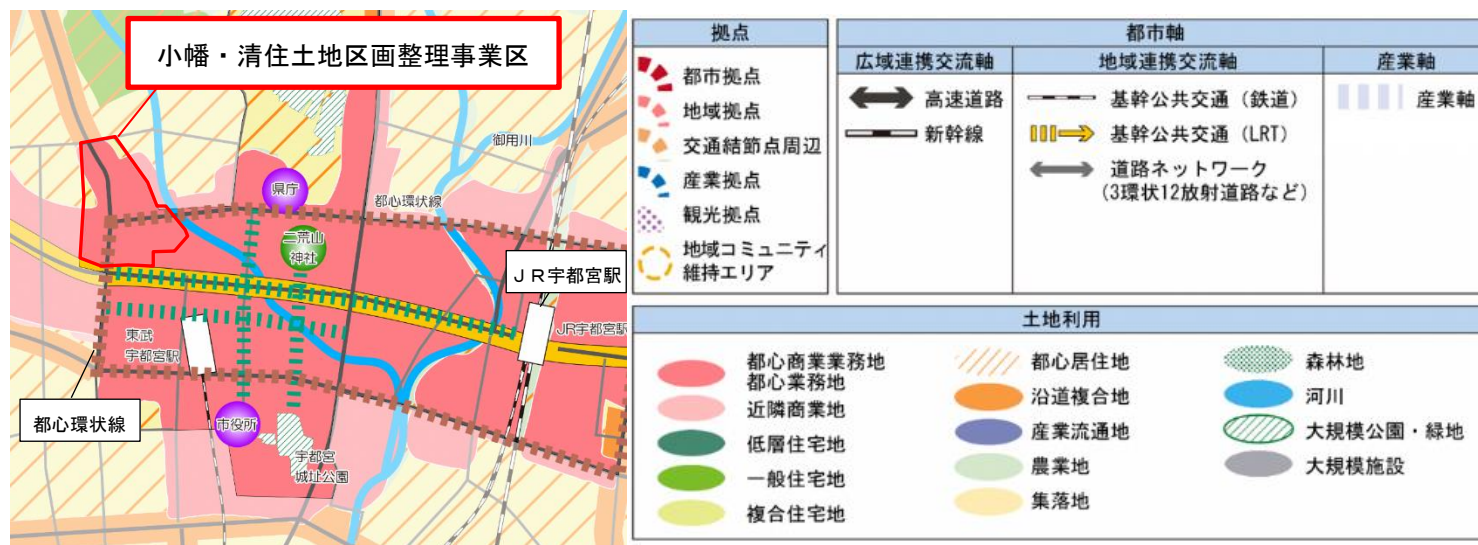 小幡・清住土地区画整理事業区
御用川
県庁
都心環状線
二荒山
神社
JR宇都宮駅
JR宇都宮駅
東武
宇都宮駅
都心環状線
市役所
宇都宮
城址公園
拠点
都市拠点
地域拠点
交通結節点周辺
産業拠点
観光拠点
地域コミュニティ
維持エリア
都市軸
広域連携交流軸
地域連携交流軸
産業軸
高速道路
新幹線
基幹公共交通（鉄道）
基幹公共交通（LRT）
道路ネットワーク
(3環状12放射道路など)
産業軸
土地利用
都心商業業務地
都心業務地
近隣商業地
低層住宅地
一般住宅地
複合住宅地
都心居住地
沿道複合地
産業流通地
農業地
集落地
森林地
河川
大規模公園・緑地
大規模施設